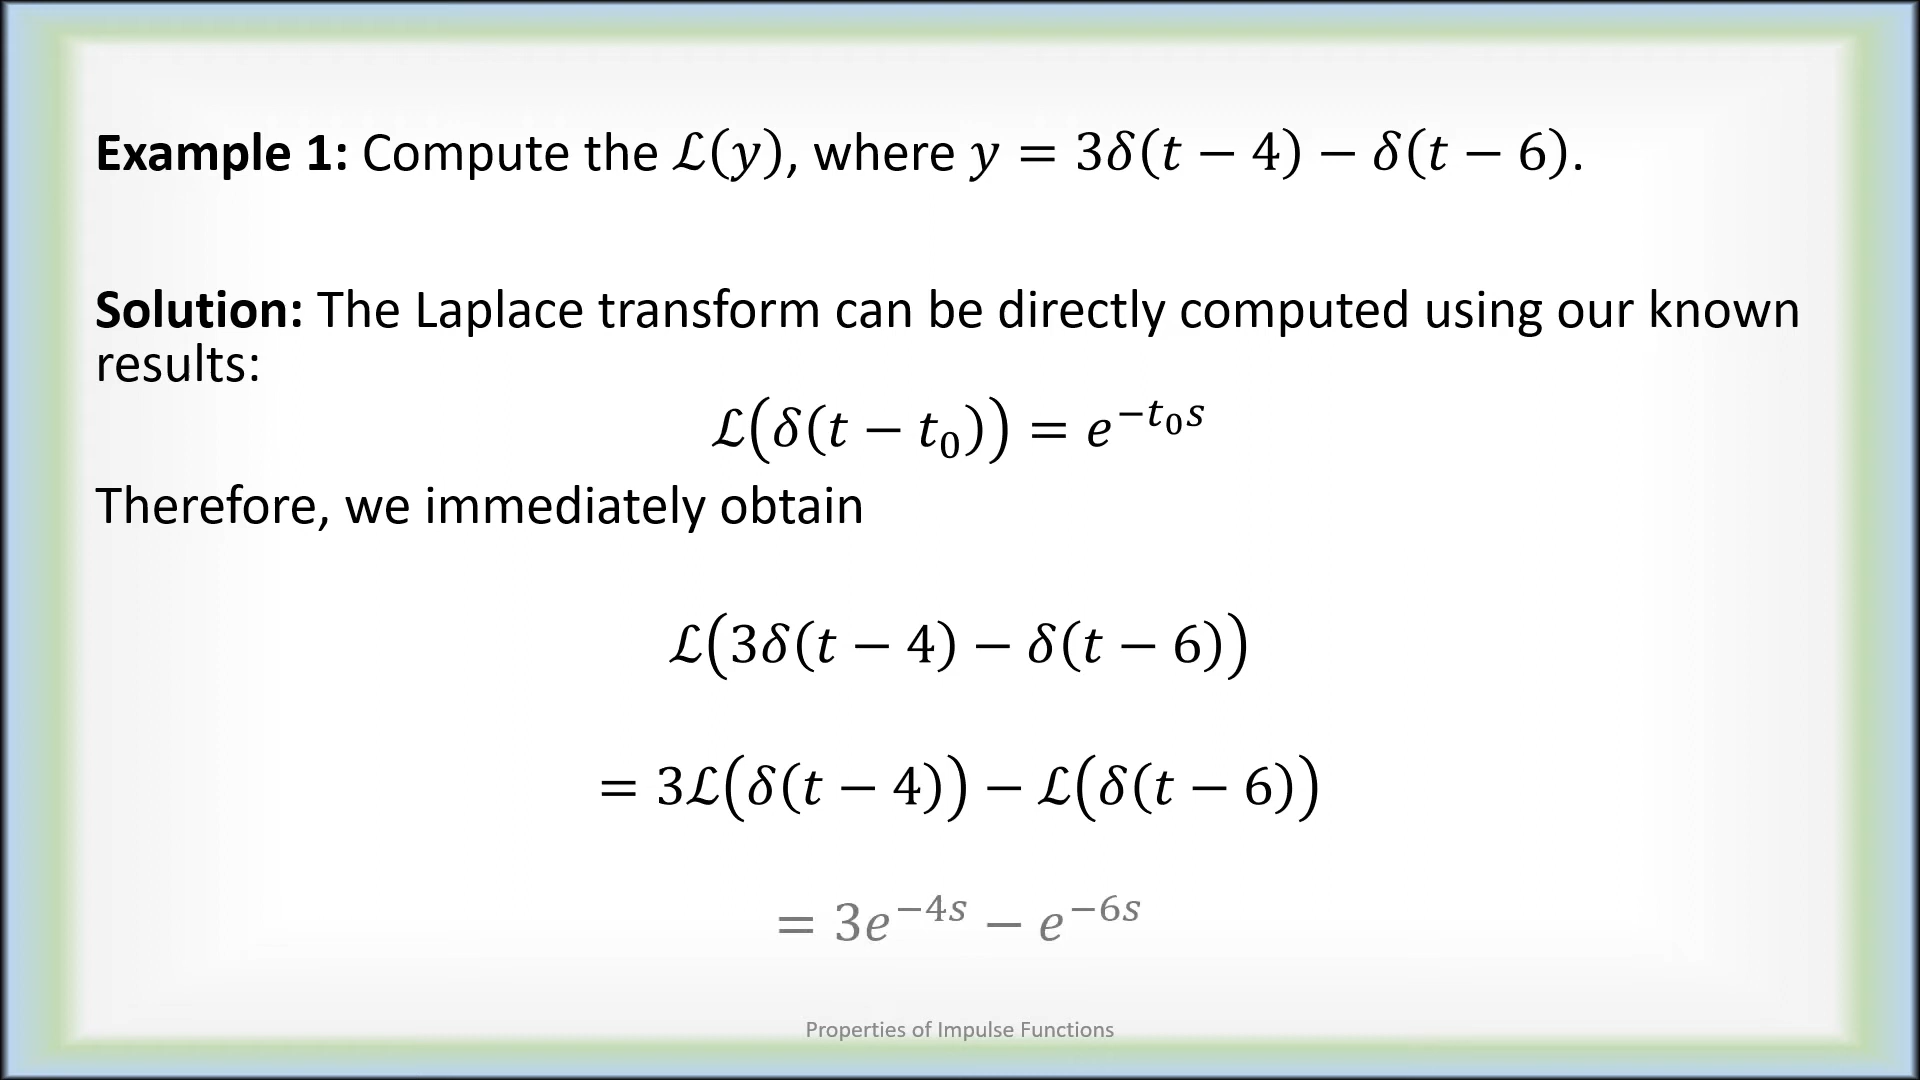 Example 1: Compute the ℒ(𝑦), where 𝑦 = 3𝛿(𝑡 − 4) − 𝛿(𝑡 − 6).
Solution: The Laplace transform can be directly computed using our known
results:
ℒ(𝛿(𝑡 − 𝑡₀)) = 𝑒^{−𝑡₀𝑠}
Therefore, we immediately obtain
ℒ(3𝛿(𝑡 − 4) − 𝛿(𝑡 − 6))
= 3ℒ(𝛿(𝑡 − 4)) − ℒ(𝛿(𝑡 − 6))
= 3𝑒^{−4𝑠} − 𝑒^{−6𝑠}
Properties of Impulse Functions